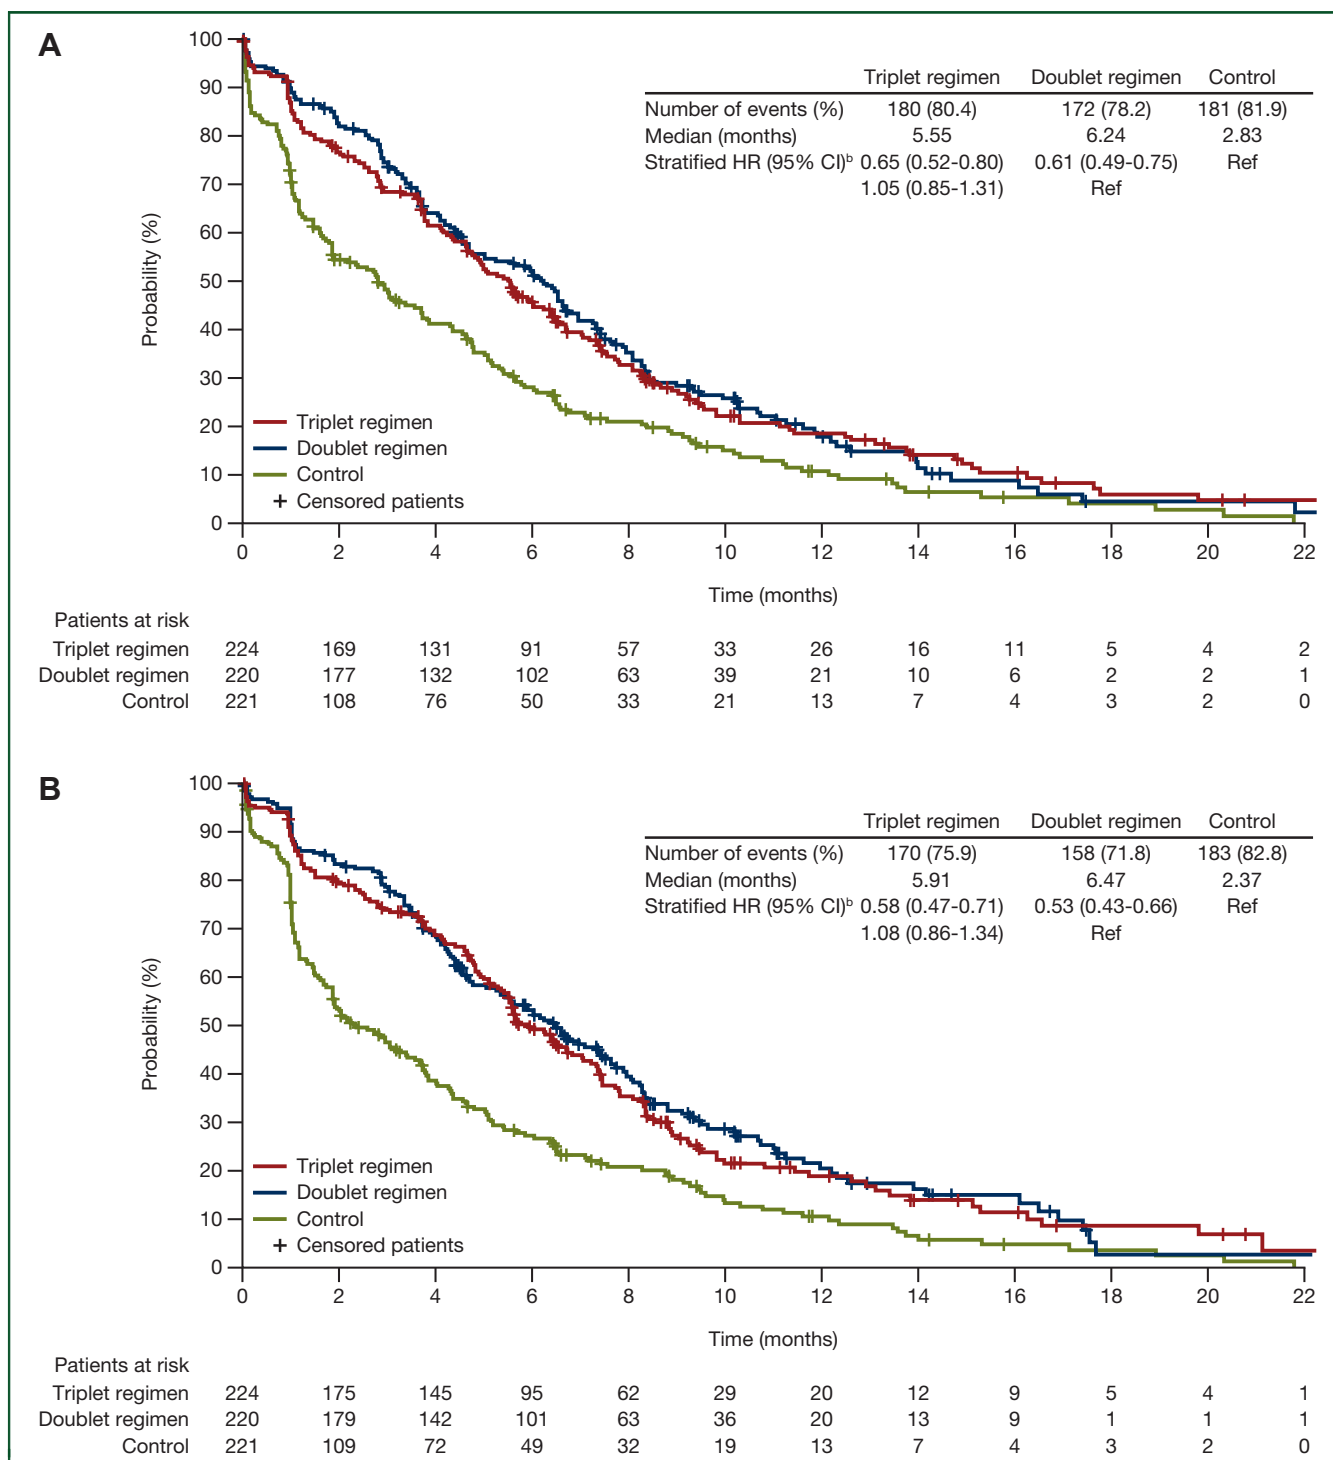 A
100
90
80
70
60
50
40
30
20
10
0
Probability (%)
Triplet regimen Doublet regimen Control
Number of events (%) 180 (80.4) 172 (78.2) 181 (81.9)
Median (months) 5.55 6.24 2.83
Stratified HR (95% CI)b 0.65 (0.52-0.80) 0.61 (0.49-0.75) Ref
1.05 (0.85-1.31) Ref
Triplet regimen
Doublet regimen
Control
+ Censored patients
0 2 4 6 8 10 12 14 16 18 20 22
Time (months)
Patients at risk
Triplet regimen 224 169 131 91 57 33 26 16 11 5 4 2
Doublet regimen 220 177 132 102 63 39 21 10 6 2 2 1
Control 221 108 76 50 33 21 13 7 4 3 2 0
B
100
90
80
70
60
50
40
30
20
10
0
Probability (%)
Triplet regimen Doublet regimen Control
Number of events (%) 170 (75.9) 158 (71.8) 183 (82.8)
Median (months) 5.91 6.47 2.37
Stratified HR (95% CI)b 0.58 (0.47-0.71) 0.53 (0.43-0.66) Ref
1.08 (0.86-1.34) Ref
Triplet regimen
Doublet regimen
Control
+ Censored patients
0 2 4 6 8 10 12 14 16 18 20 22
Time (months)
Patients at risk
Triplet regimen 224 175 145 95 62 29 20 12 9 5 4 1
Doublet regimen 220 179 142 101 63 36 20 13 9 1 1 1
Control 221 109 72 49 32 19 13 7 4 3 2 0